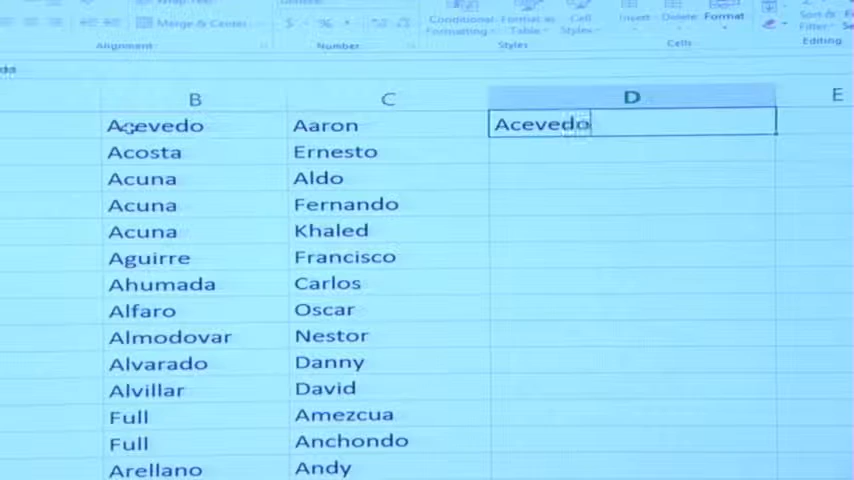 Merge & Center
Conditional Format as Cell
Formatting Table Styles
Insert Delete Format
Sort &
Filter
Alignment Number Styles Cells Editing
B C D E
Acevedo Aaron Acevedo
Acosta Ernesto
Acuna Aldo
Acuna Fernando
Acuna Khaled
Aguirre Francisco
Ahumada Carlos
Alfaro Oscar
Almodovar Nestor
Alvarado Danny
Alvillar David
Full Amezcua
Full Anchondo
Arellano Andy